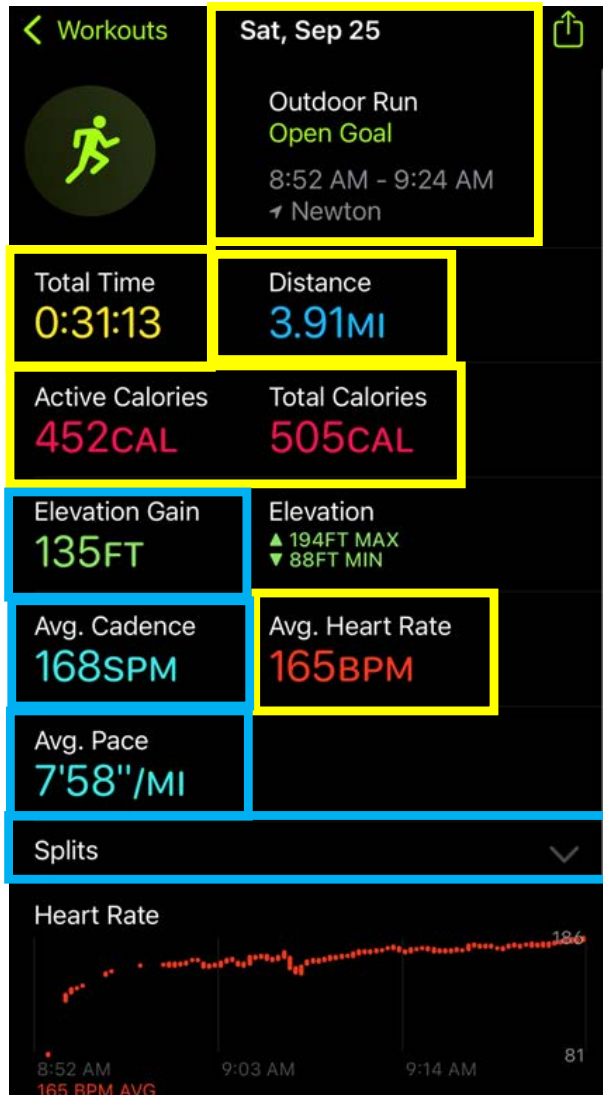 Workouts
Sat, Sep 25
Outdoor Run
Open Goal
8:52 AM - 9:24 AM
Newton
Total Time
Distance
0:31:13
3.91MI
Active Calories
Total Calories
452CAL
505CAL
Elevation Gain
Elevation
135FT
▲ 194FT MAX
▼ 88FT MIN
Avg. Cadence
Avg. Heart Rate
168SPM
165BPM
Avg. Pace
7'58"/MI
Splits
Heart Rate
186
81
8:52 AM
9:03 AM
9:14 AM
165 BPM AVG